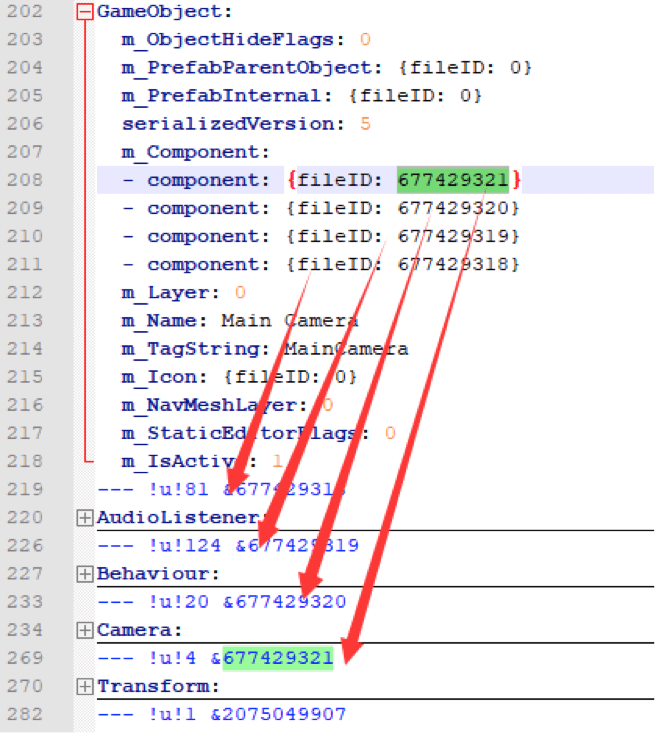 202 GameObject:
203 m_ObjectHideFlags: 0
204 m_PrefabParentObject: {fileID: 0}
205 m_PrefabInternal: {fileID: 0}
206 serializedVersion: 5
207 m_Component:
208 - component: {fileID: 677429321}
209 - component: {fileID: 677429320}
210 - component: {fileID: 677429319}
211 - component: {fileID: 677429318}
212 m_Layer: 0
213 m_Name: Main Camera
214 m_TagString: MainCamera
215 m_Icon: {fileID: 0}
216 m_NavMeshLayer: 0
217 m_StaticEditorFlags: 0
218 m_IsActive: 1
219 --- !u!81 &677429318
220 AudioListener:
226 --- !u!124 &677429319
227 Behaviour:
233 --- !u!20 &677429320
234 Camera:
269 --- !u!4 &677429321
270 Transform:
282 --- !u!1 &2075049907